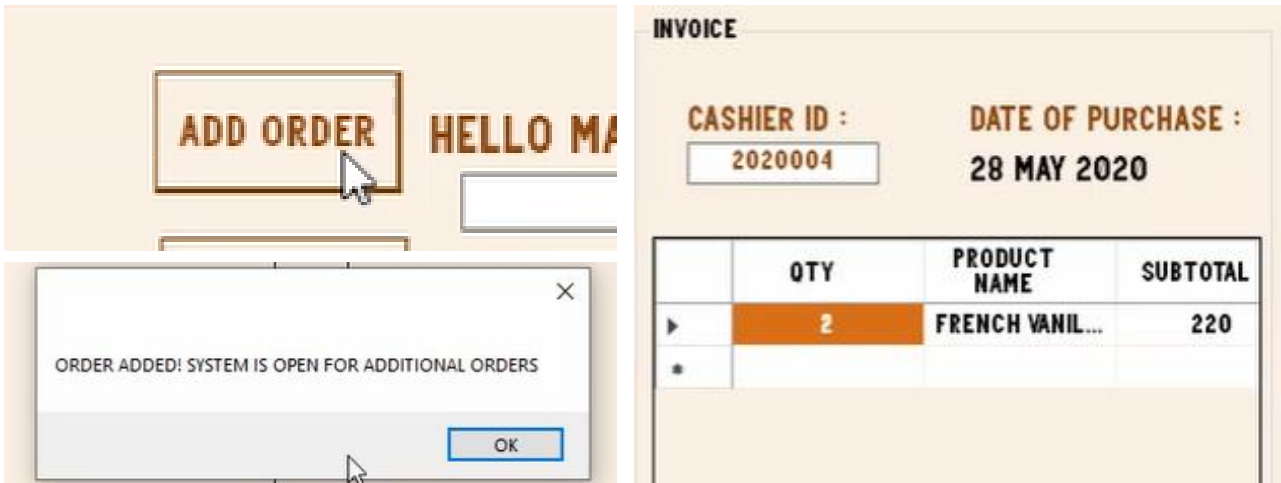 ADD ORDER
HELLO MA
ORDER ADDED! SYSTEM IS OPEN FOR ADDITIONAL ORDERS
OK
INVOICE
CASHIER ID :
2020004
DATE OF PURCHASE :
28 MAY 2020
QTY PRODUCT NAME SUBTOTAL
2 FRENCH VANIL... 220